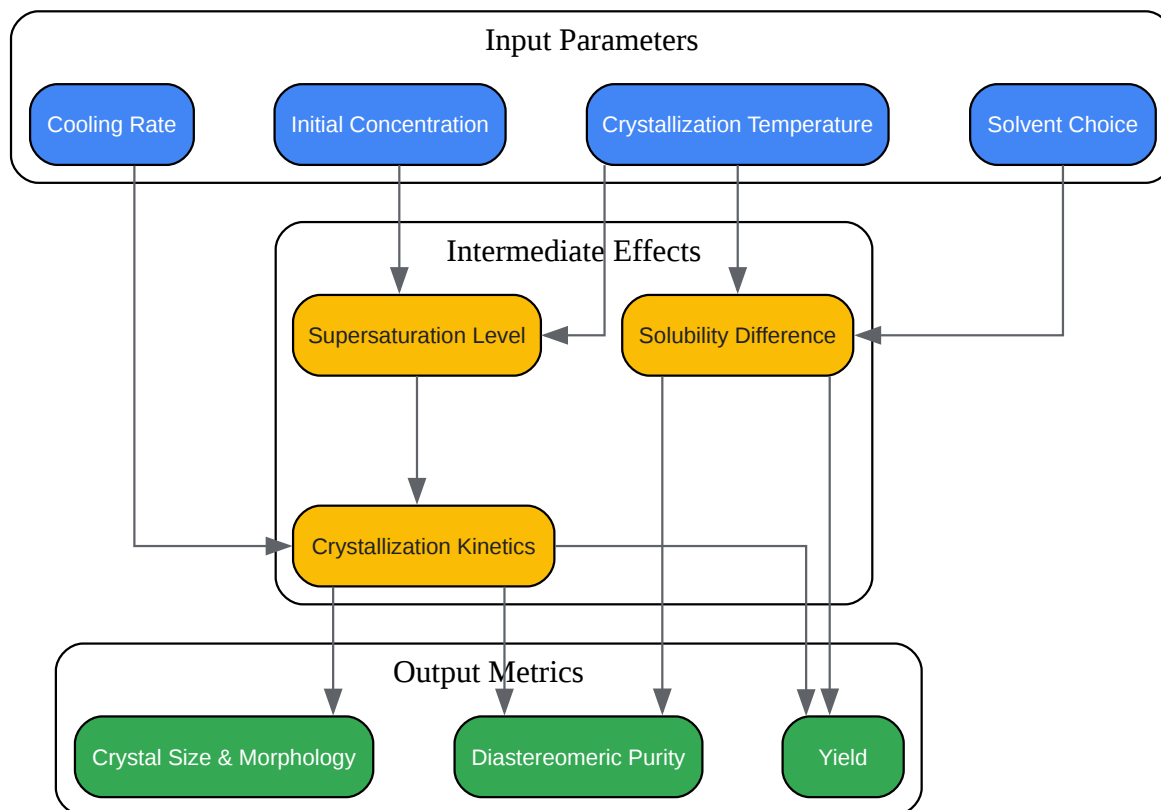 Input Parameters
Cooling Rate
Initial Concentration
Crystallization Temperature
Solvent Choice
Intermediate Effects
Supersaturation Level
Solubility Difference
Crystallization Kinetics
Output Metrics
Crystal Size & Morphology
Diastereomeric Purity
Yield